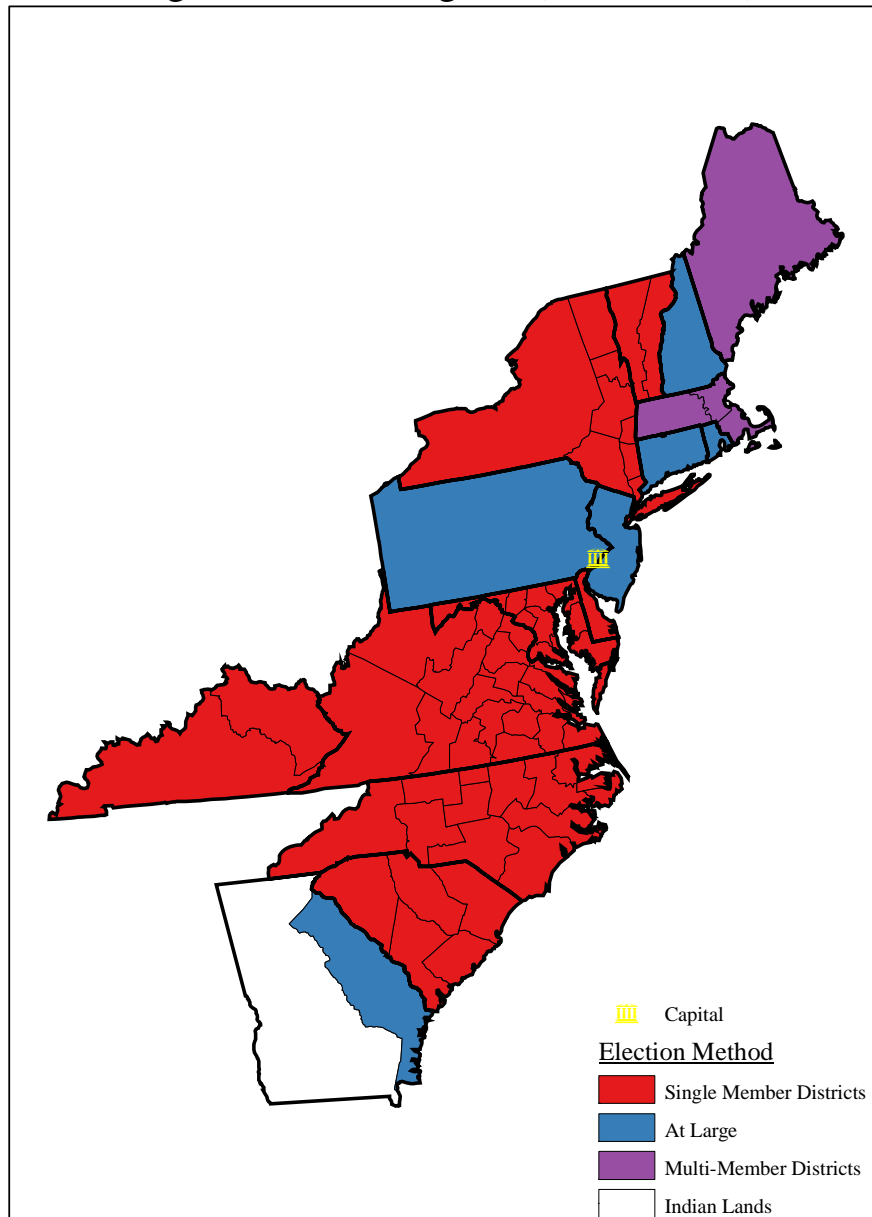 Capital
Election Method
Single Member Districts
At Large
Multi-Member Districts
Indian Lands